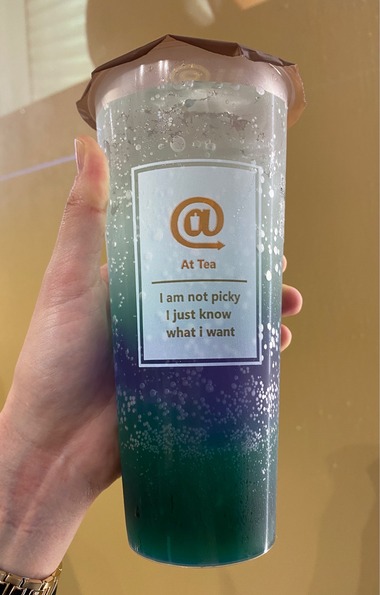 @
At Tea
I am not picky
I just know
what i want